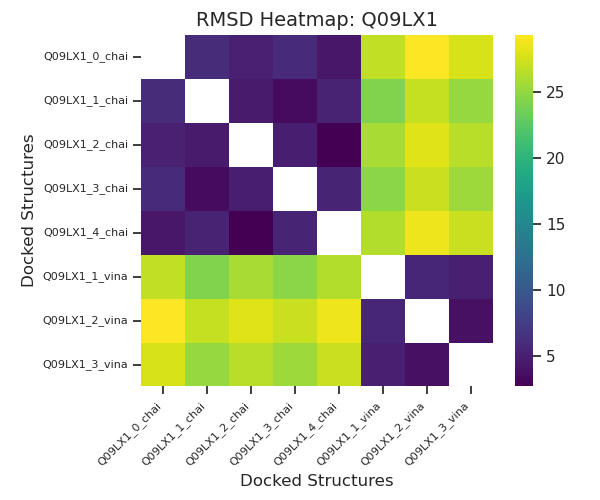 RMSD Heatmap: Q09LX1
Q09LX1_0_chai
Q09LX1_1_chai
Q09LX1_2_chai
Q09LX1_3_chai
Q09LX1_4_chai
Q09LX1_1_vina
Q09LX1_2_vina
Q09LX1_3_vina
Docked Structures
Q09LX1_0_chai
Q09LX1_1_chai
Q09LX1_2_chai
Q09LX1_3_chai
Q09LX1_4_chai
Q09LX1_1_vina
Q09LX1_2_vina
Q09LX1_3_vina
Docked Structures
25
20
15
10
5